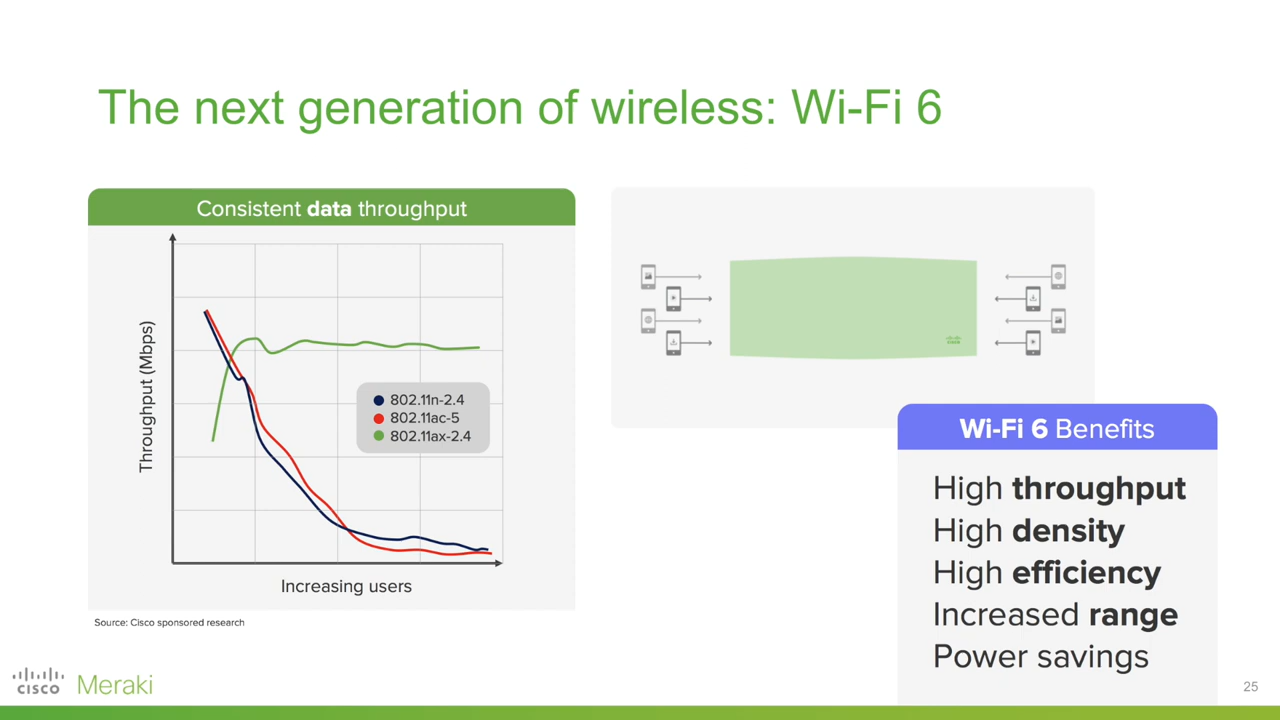 The next generation of wireless: Wi-Fi 6
Consistent data throughput
Throughput (Mbps)
802.11n-2.4
802.11ac-5
802.11ax-2.4
Increasing users
Source: Cisco sponsored research
CISCO
Wi-Fi 6 Benefits
High throughput
High density
High efficiency
Increased range
Power savings
CISCO Meraki
25